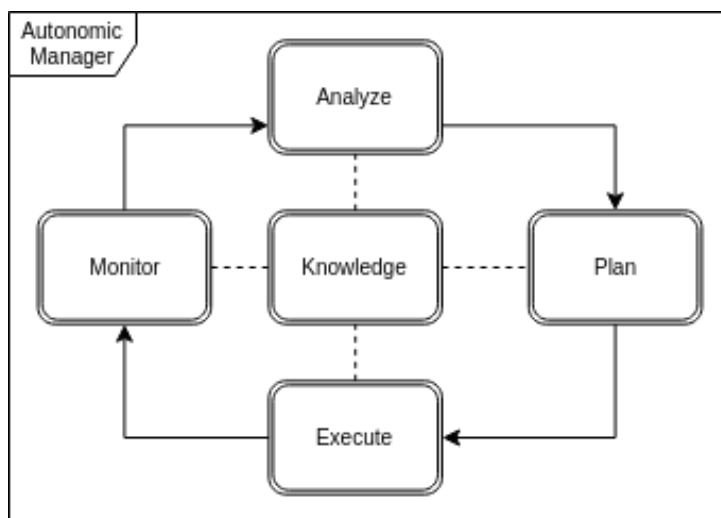 Autonomic
Manager
Analyze
Monitor
Knowledge
Plan
Execute